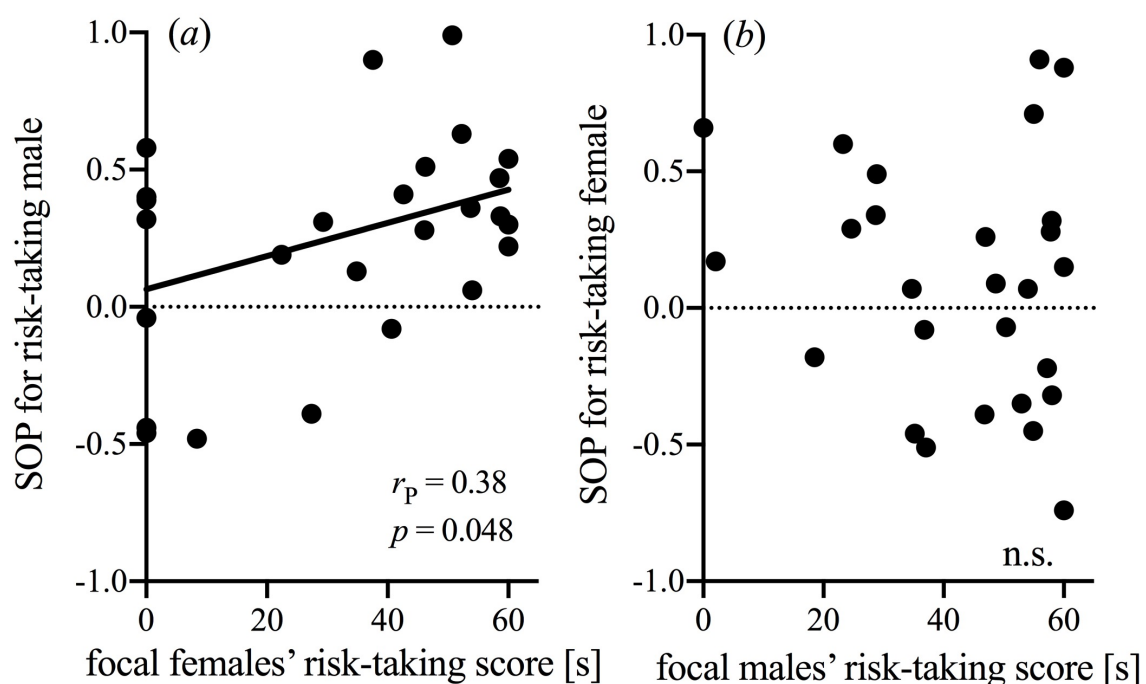 (a)
SOP for risk-taking male
1.0
0.5
0.0
-0.5
-1.0
r_P = 0.38
p = 0.048
0 20 40 60
focal females’ risk-taking score [s]
(b)
SOP for risk-taking female
1.0
0.5
0.0
-0.5
-1.0
n.s.
0 20 40 60
focal males’ risk-taking score [s]